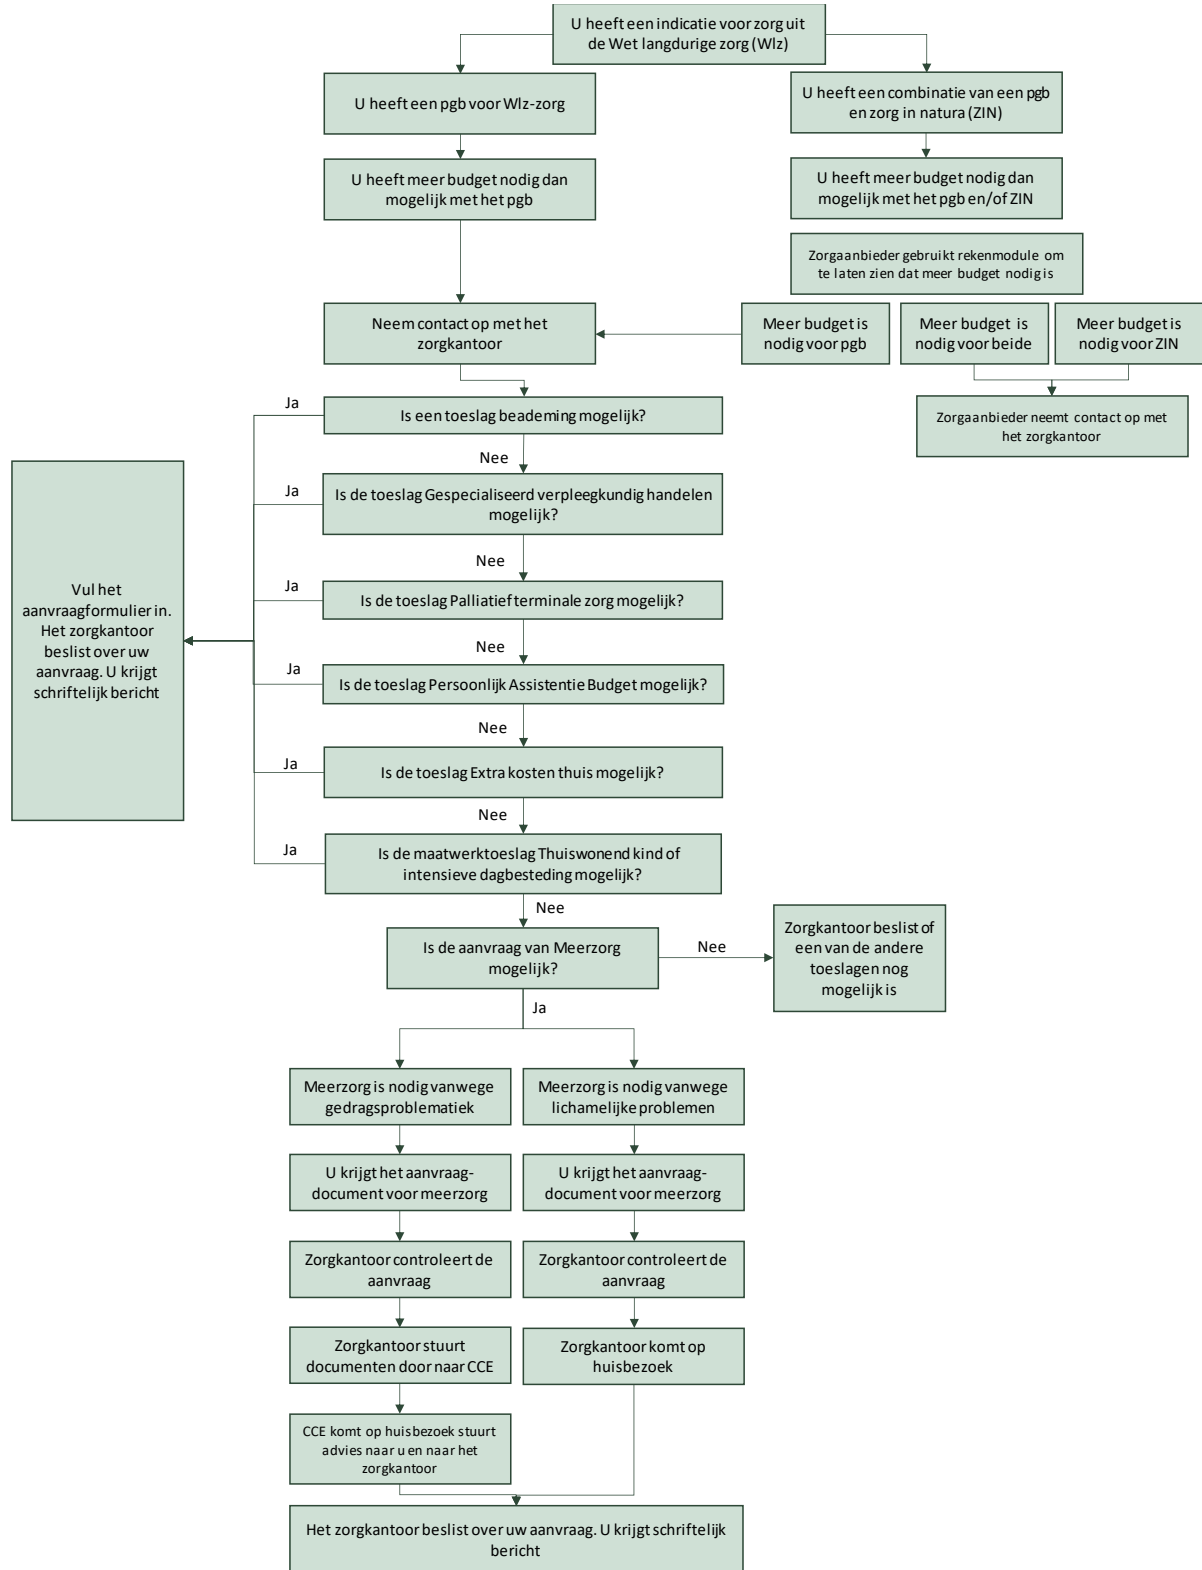 U heeft een indicatie voor zorg uit
de Wet langdurige zorg (Wlz)
U heeft een pgb voor Wlz-zorg
U heeft een combinatie van een pgb
en zorg in natura (ZIN)
U heeft meer budget nodig dan
mogelijk met het pgb
U heeft meer budget nodig dan
mogelijk met het pgb en/of ZIN
Zorgaanbieder gebruikt rekenmodule om
te laten zien dat meer budget nodig is
Neem contact op met het
zorgkantoor
Meer budget is
nodig voor pgb
Meer budget is
nodig voor beide
Meer budget is
nodig voor ZIN
Zorgaanbieder neemt contact op met
het zorgkantoor
Ja
Is een toeslag beademing mogelijk?
Nee
Ja
Is de toeslag Gespecialiseerd verpleegkundig handelen
mogelijk?
Nee
Ja
Is de toeslag Palliatief terminale zorg mogelijk?
Nee
Ja
Is de toeslag Persoonlijk Assistentie Budget mogelijk?
Nee
Ja
Is de toeslag Extra kosten thuis mogelijk?
Nee
Ja
Is de maatwerktoeslag Thuiswonend kind of
intensieve dagbesteding mogelijk?
Nee
Vul het
aanvraagformulier in.
Het zorgkantoor
beslist over uw
aanvraag. U krijgt
schriftelijk bericht
Is de aanvraag van Meerzorg
mogelijk?
Nee
Zorgkantoor beslist of
een van de andere
toeslagen nog
mogelijk is
Ja
Meerzorg is nodig vanwege
gedragsproblematiek
Meerzorg is nodig vanwege
lichamelijke problemen
U krijgt het aanvraag-
document voor meerzorg
U krijgt het aanvraag-
document voor meerzorg
Zorgkantoor controleert de
aanvraag
Zorgkantoor controleert de
aanvraag
Zorgkantoor stuurt
documenten door naar CCE
Zorgkantoor komt op
huisbezoek
CCE komt op huisbezoek stuurt
advies naar u en naar het
zorgkantoor
Het zorgkantoor beslist over uw aanvraag. U krijgt schriftelijk
bericht